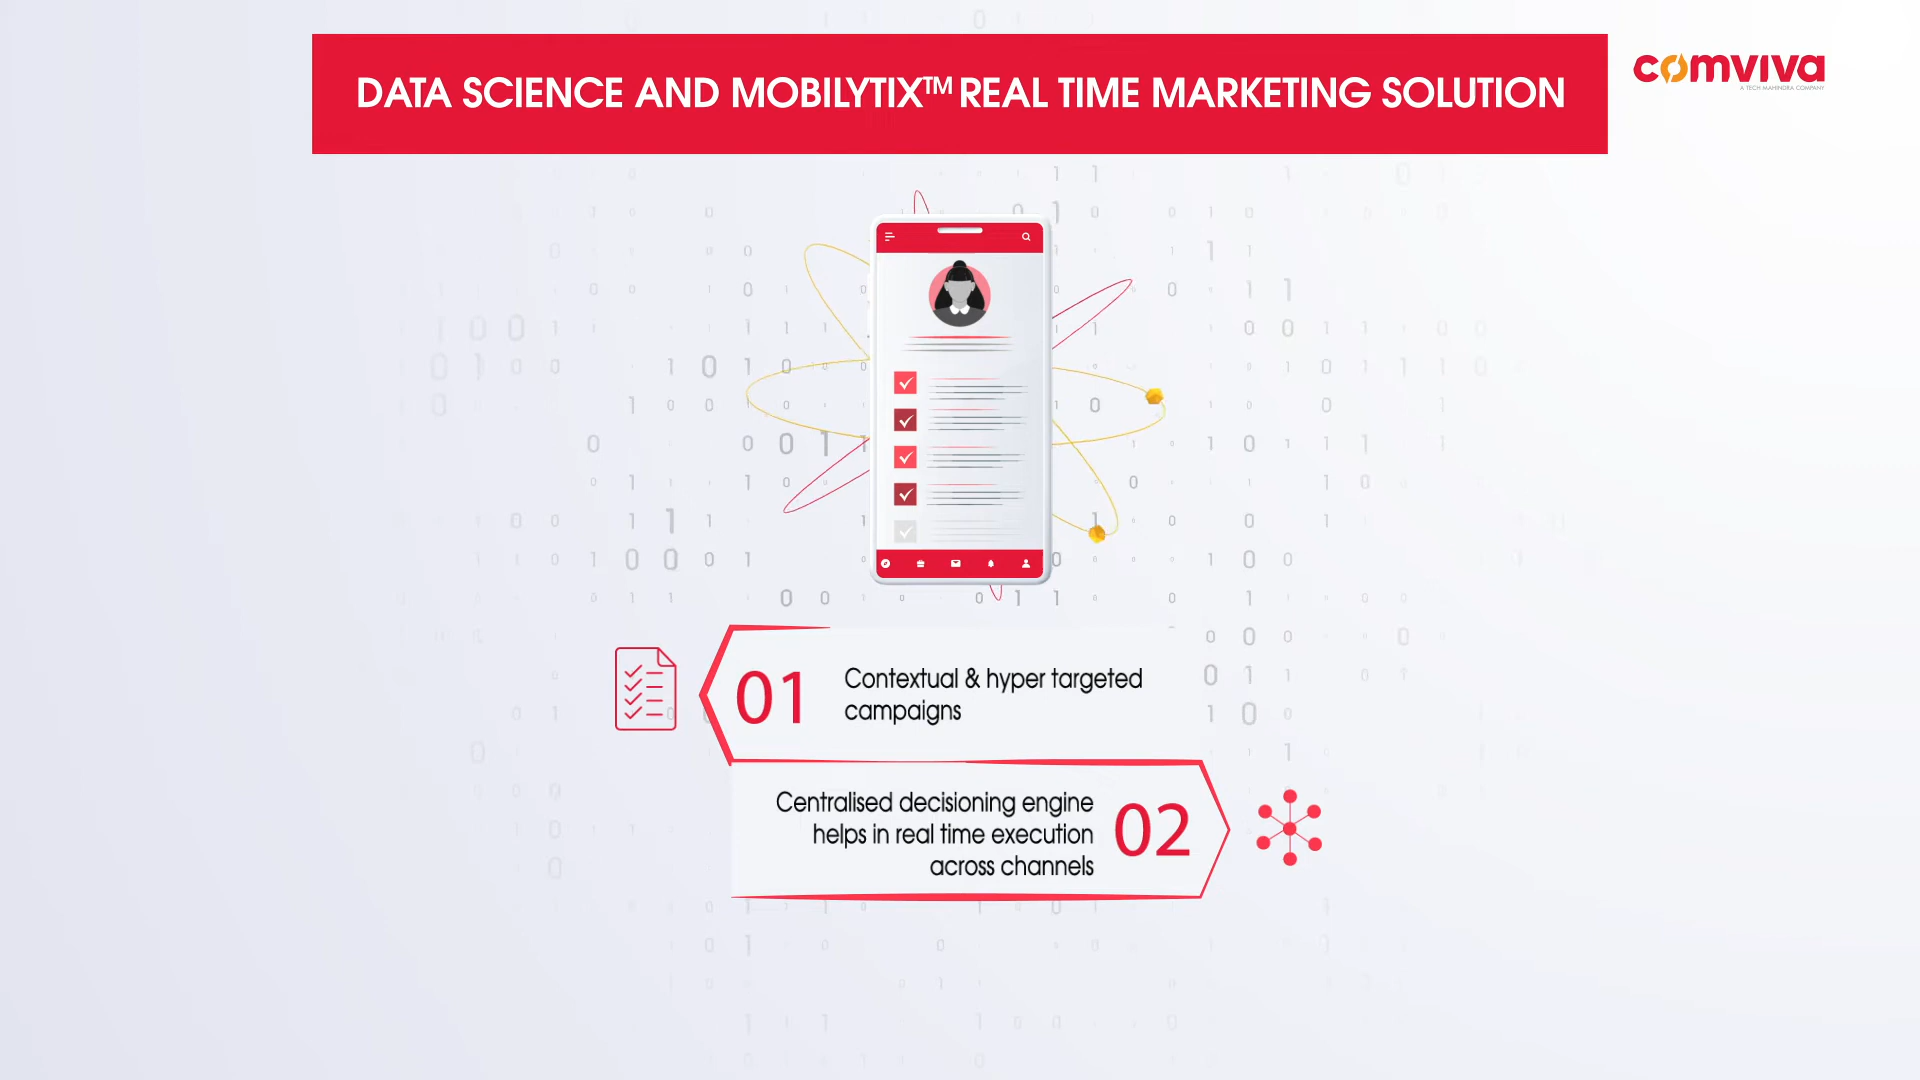 DATA SCIENCE AND MOBILYTIX™ REAL TIME MARKETING SOLUTION
comviva
A TECH MAHINDRA COMPANY
01
Contextual & hyper targeted
campaigns
Centralised decisioning engine
helps in real time execution
across channels
02